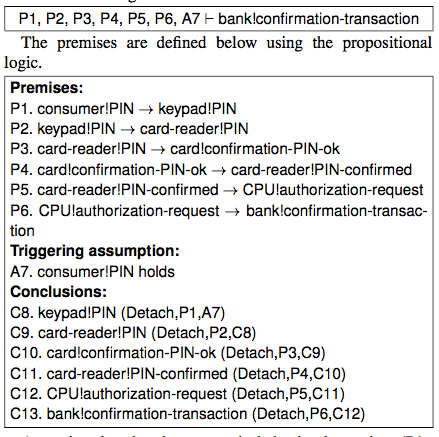 P1, P2, P3, P4, P5, P6, A7 ⊢ bank!confirmation-transaction
The premises are defined below using the propositional
logic.
Premises:
P1. consumer!PIN → keypad!PIN
P2. keypad!PIN → card-reader!PIN
P3. card-reader!PIN → card!confirmation-PIN-ok
P4. card!confirmation-PIN-ok → card-reader!PIN-confirmed
P5. card-reader!PIN-confirmed → CPU!authorization-request
P6. CPU!authorization-request → bank!confirmation-transac-
tion
Triggering assumption:
A7. consumer!PIN holds
Conclusions:
C8. keypad!PIN (Detach,P1,A7)
C9. card-reader!PIN (Detach,P2,C8)
C10. card!confirmation-PIN-ok (Detach,P3,C9)
C11. card-reader!PIN-confirmed (Detach,P4,C10)
C12. CPU!authorization-request (Detach,P5,C11)
C13. bank!confirmation-transaction (Detach,P6,C12)